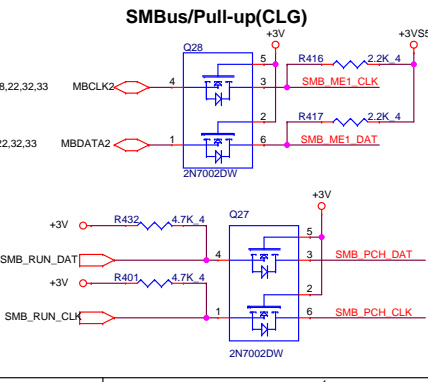 SMBus/Pull-up(CLG)
+3V
+3VS5
Q28
R416
2.2K_4
5
8,22,32,33
MBCLK2
4
3
SMB_ME1_CLK
R417
2.2K_4
2
22,32,33
MBDATA2
1
6
SMB_ME1_DAT
2N7002DW
+3V
+3V
R432
4.7K_4
Q27
5
SMB_RUN_DAT
4
3
SMB_PCH_DAT
+3V
R401
4.7K_4
2
SMB_RUN_CLK
1
6
SMB_PCH_CLK
2N7002DW